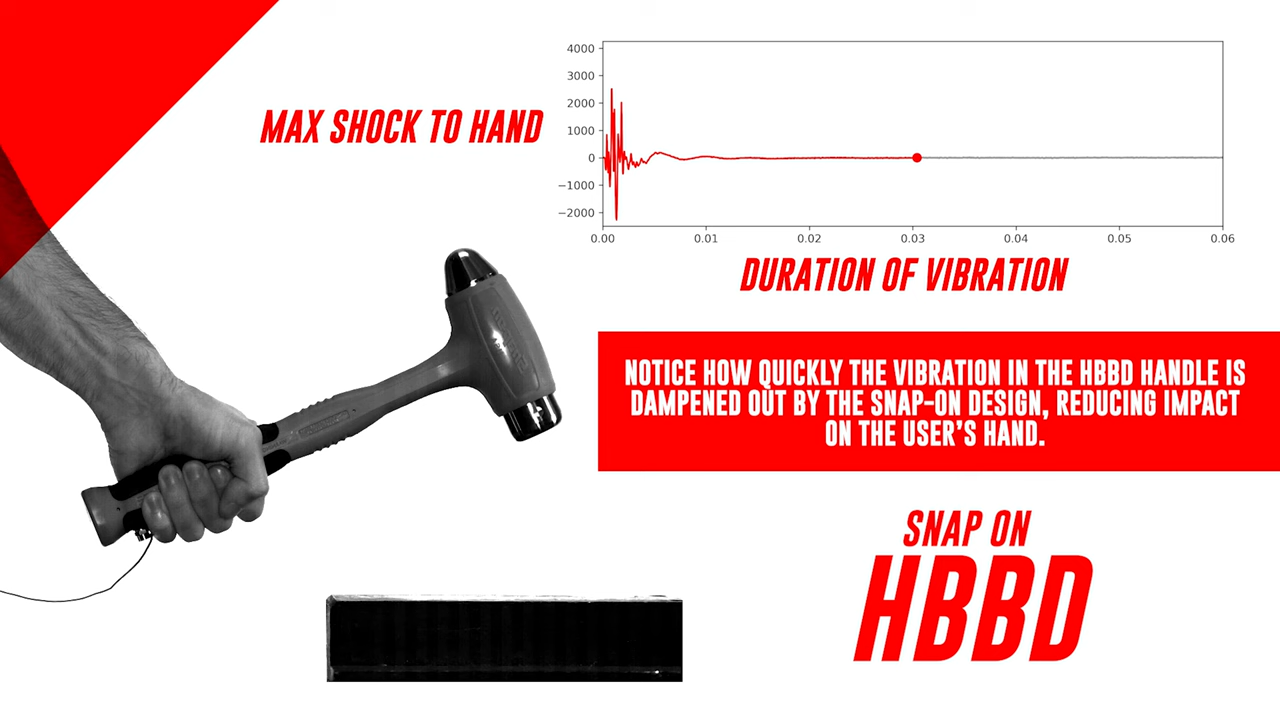 MAX SHOCK TO HAND
4000
3000
2000
1000
0
−1000
−2000
0.00 0.01 0.02 0.03 0.04 0.05 0.06
DURATION OF VIBRATION
NOTICE HOW QUICKLY THE VIBRATION IN THE HBBD HANDLE IS
DAMPENED OUT BY THE SNAP-ON DESIGN, REDUCING IMPACT
ON THE USER'S HAND.
SNAP ON
HBBD